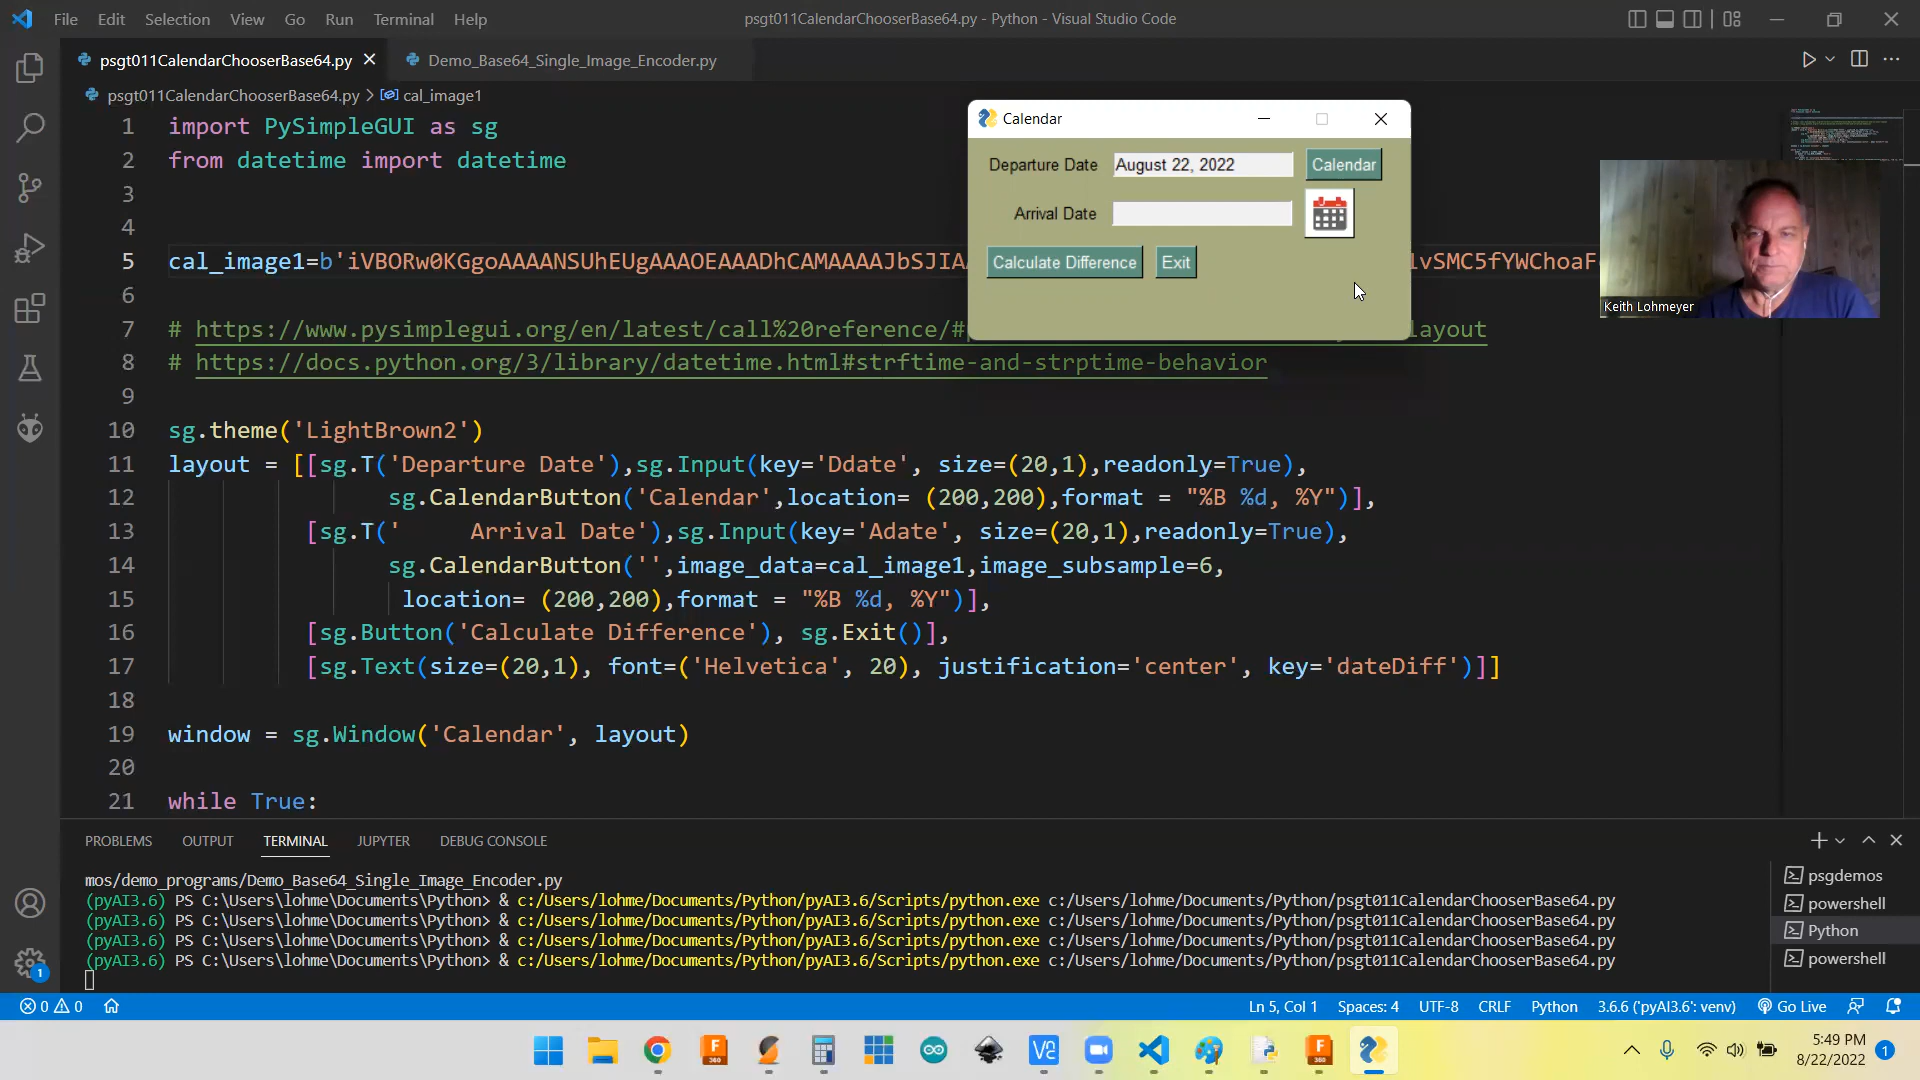 File Edit Selection View Go Run Terminal Help
psgt011CalendarChooserBase64.py - Python - Visual Studio Code
psgt011CalendarChooserBase64.py
Demo_Base64_Single_Image_Encoder.py
psgt011CalendarChooserBase64.py > cal_image1
1 import PySimpleGUI as sg
2 from datetime import datetime
3
4
5 cal_image1=b'iVBORw0KGgoAAAANSUhEUgAAAOEAAADhCAMAAAAJbSJIA
lvSMC5fYWChoaF
6
7 # https://www.pysimplegui.org/en/latest/call%20reference/#
layout
8 # https://docs.python.org/3/library/datetime.html#strftime-and-strptime-behavior
9
10 sg.theme('LightBrown2')
11 layout = [[sg.T('Departure Date'),sg.Input(key='Ddate', size=(20,1),readonly=True),
12 sg.CalendarButton('Calendar',location= (200,200),format = "%B %d, %Y")],
13 [sg.T('    Arrival Date'),sg.Input(key='Adate', size=(20,1),readonly=True),
14 sg.CalendarButton('',image_data=cal_image1,image_subsample=6,
15 location= (200,200),format = "%B %d, %Y")],
16 [sg.Button('Calculate Difference'), sg.Exit()],
17 [sg.Text(size=(20,1), font=('Helvetica', 20), justification='center', key='dateDiff')]]
18
19 window = sg.Window('Calendar', layout)
20
21 while True:
Calendar
Departure Date August 22, 2022 Calendar
Arrival Date
Calculate Difference Exit
Keith Lohmeyer
PROBLEMS OUTPUT TERMINAL JUPYTER DEBUG CONSOLE
mos/demo_programs/Demo_Base64_Single_Image_Encoder.py
(pyAI3.6) PS C:\Users\lohme\Documents\Python> & c:/Users/lohme/Documents/Python/pyAI3.6/Scripts/python.exe c:/Users/lohme/Documents/Python/psgt011CalendarChooserBase64.py
(pyAI3.6) PS C:\Users\lohme\Documents\Python> & c:/Users/lohme/Documents/Python/pyAI3.6/Scripts/python.exe c:/Users/lohme/Documents/Python/psgt011CalendarChooserBase64.py
(pyAI3.6) PS C:\Users\lohme\Documents\Python> & c:/Users/lohme/Documents/Python/pyAI3.6/Scripts/python.exe c:/Users/lohme/Documents/Python/psgt011CalendarChooserBase64.py
(pyAI3.6) PS C:\Users\lohme\Documents\Python> & c:/Users/lohme/Documents/Python/pyAI3.6/Scripts/python.exe c:/Users/lohme/Documents/Python/psgt011CalendarChooserBase64.py
psgdemos
powershell
Python
powershell
1
0 0
Ln 5, Col 1 Spaces: 4 UTF-8 CRLF Python 3.6.6 ('pyAI3.6': venv) Go Live
F 360
VC
F 360
5:49 PM
8/22/2022
1